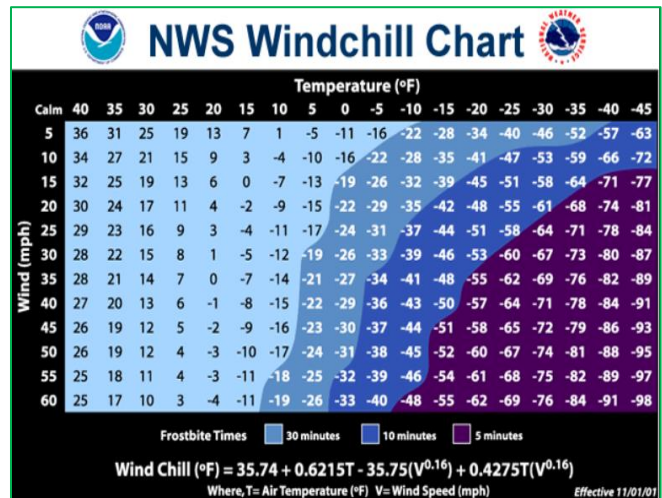 NOAA
NWS Windchill Chart
Temperature (ºF)
Calm 40 35 30 25 20 15 10 5 0 -5 -10 -15 -20 -25 -30 -35 -40 -45
5 36 31 25 19 13 7 1 -5 -11 -16 -22 -28 -34 -40 -46 -52 -57 -63
10 34 27 21 15 9 3 -4 -10 -16 -22 -28 -35 -41 -47 -53 -59 -66 -72
15 32 25 19 13 6 0 -7 -13 -19 -26 -32 -39 -45 -51 -58 -64 -71 -77
20 30 24 17 11 4 -2 -9 -15 -22 -29 -35 -42 -48 -55 -61 -68 -74 -81
25 29 23 16 9 3 -4 -11 -17 -24 -31 -37 -44 -51 -58 -64 -71 -78 -84
30 28 22 15 8 1 -5 -12 -19 -26 -33 -39 -46 -53 -60 -67 -73 -80 -87
35 28 21 14 7 0 -7 -14 -21 -27 -34 -41 -48 -55 -62 -69 -76 -82 -89
40 27 20 13 6 -1 -8 -15 -22 -29 -36 -43 -50 -57 -64 -71 -78 -84 -91
45 26 19 12 5 -2 -9 -16 -23 -30 -37 -44 -51 -58 -65 -72 -79 -86 -93
50 26 19 12 4 -3 -10 -17 -24 -31 -38 -45 -52 -60 -67 -74 -81 -88 -95
55 25 18 11 4 -3 -11 -18 -25 -32 -39 -46 -54 -61 -68 -75 -82 -89 -97
60 25 17 10 3 -4 -11 -19 -26 -33 -40 -48 -55 -62 -69 -76 -84 -91 -98
Wind (mph)
Frostbite Times 30 minutes 10 minutes 5 minutes
Wind Chill (ºF) = 35.74 + 0.6215T - 35.75(V0.16) + 0.4275T(V0.16)
Where, T= Air Temperature (ºF) V= Wind Speed (mph) Effective 11/01/01